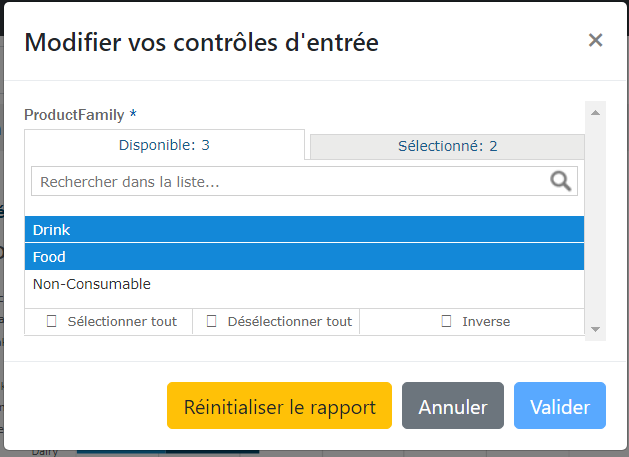 Modifier vos contrôles d'entrée
×
ProductFamily *
Disponible: 3
Sélectionné: 2
Rechercher dans la liste...
Drink
Food
Non-Consumable
Sélectionner tout
Désélectionner tout
Inverse
Réinitialiser le rapport
Annuler
Valider
Dairy